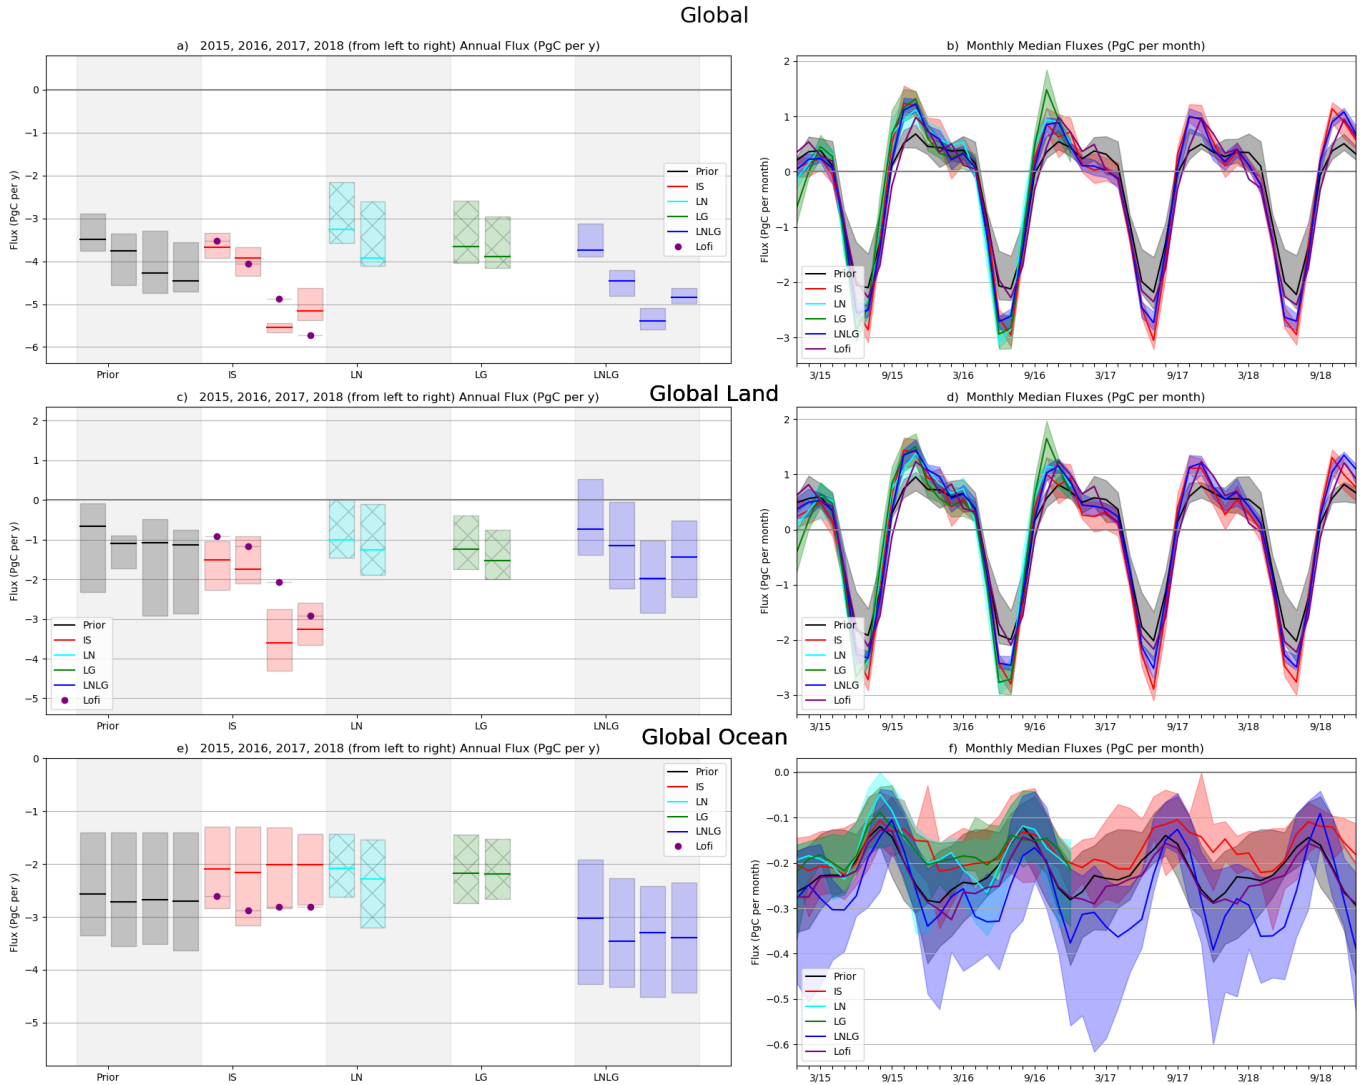 Global
a)   2015, 2016, 2017, 2018 (from left to right) Annual Flux (PgC per y)
Flux (PgC per y)
0
−1
−2
−3
−4
−5
−6
Prior
IS
LN
LG
LNLG
Lofi
Prior IS LN LG LNLG
b)  Monthly Median Fluxes (PgC per month)
Flux (PgC per month)
2
1
0
−1
−2
−3
Prior
IS
LN
LG
LNLG
Lofi
3/15 9/15 3/16 9/16 3/17 9/17 3/18 9/18
Global Land
c)   2015, 2016, 2017, 2018 (from left to right) Annual Flux (PgC per y)
Flux (PgC per y)
2
1
0
−1
−2
−3
−4
−5
Prior
IS
LN
LG
LNLG
Lofi
Prior IS LN LG LNLG
d)  Monthly Median Fluxes (PgC per month)
Flux (PgC per month)
2
1
0
−1
−2
−3
Prior
IS
LN
LG
LNLG
Lofi
3/15 9/15 3/16 9/16 3/17 9/17 3/18 9/18
Global Ocean
e)   2015, 2016, 2017, 2018 (from left to right) Annual Flux (PgC per y)
Flux (PgC per y)
0
−1
−2
−3
−4
−5
Prior
IS
LN
LG
LNLG
Lofi
Prior IS LN LG LNLG
f)  Monthly Median Fluxes (PgC per month)
Flux (PgC per month)
0.0
−0.1
−0.2
−0.3
−0.4
−0.5
−0.6
Prior
IS
LN
LG
LNLG
Lofi
3/15 9/15 3/16 9/16 3/17 9/17 3/18 9/18